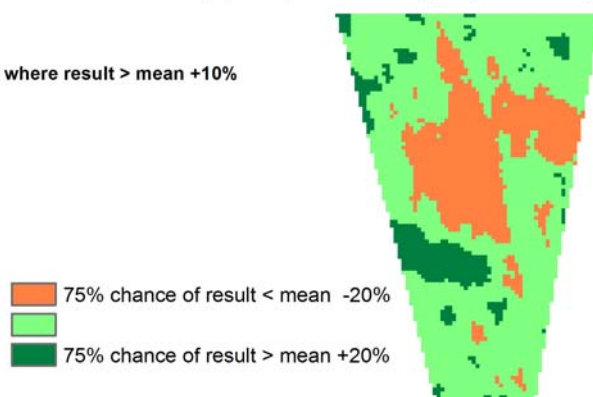 where result > mean +10%
75% chance of result < mean -20%
75% chance of result > mean +20%